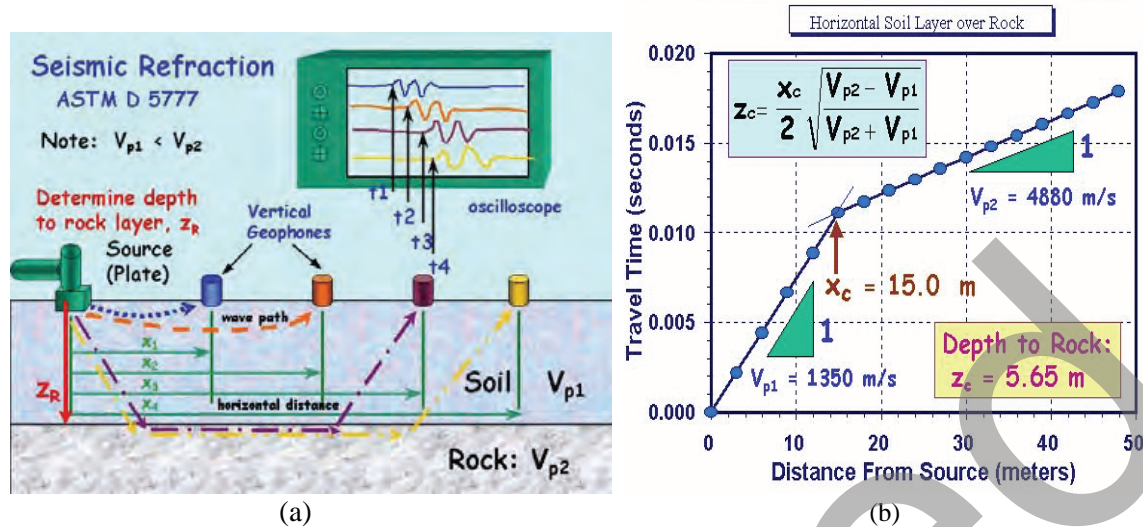 Seismic Refraction
ASTM D 5777
Note: Vp1 < Vp2
Determine depth
to rock layer, zR
Source
(Plate)
Vertical
Geophones
oscilloscope
t1
t2
t3
t4
wave path
x1
x2
x3
x4
horizontal distance
zR
Soil Vp1
Rock: Vp2
(a)
Horizontal Soil Layer over Rock
zc= xc/2 √(Vp2 − Vp1 / Vp2 + Vp1)
Travel Time (seconds)
0.020
0.015
0.010
0.005
0.000
1
Vp2 = 4880 m/s
xc = 15.0 m
1
Vp1 = 1350 m/s
Depth to Rock:
zc = 5.65 m
0 10 20 30 40 50
Distance From Source (meters)
(b)